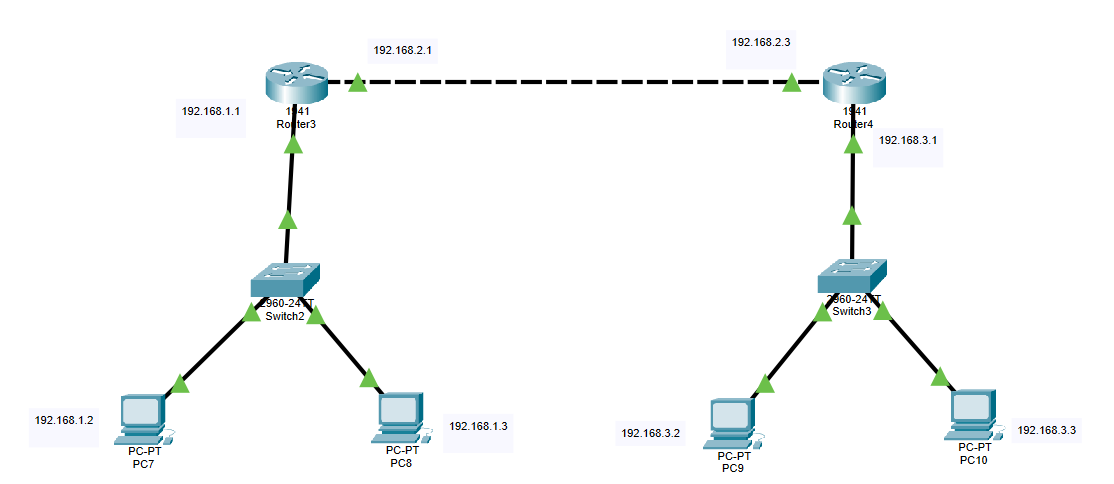 192.168.2.1
192.168.2.3
192.168.1.1
1941
Router3
1941
Router4
192.168.3.1
2960-24TT
Switch2
2960-24TT
Switch3
192.168.1.2
PC-PT
PC7
192.168.1.3
PC-PT
PC8
192.168.3.2
PC-PT
PC9
192.168.3.3
PC-PT
PC10